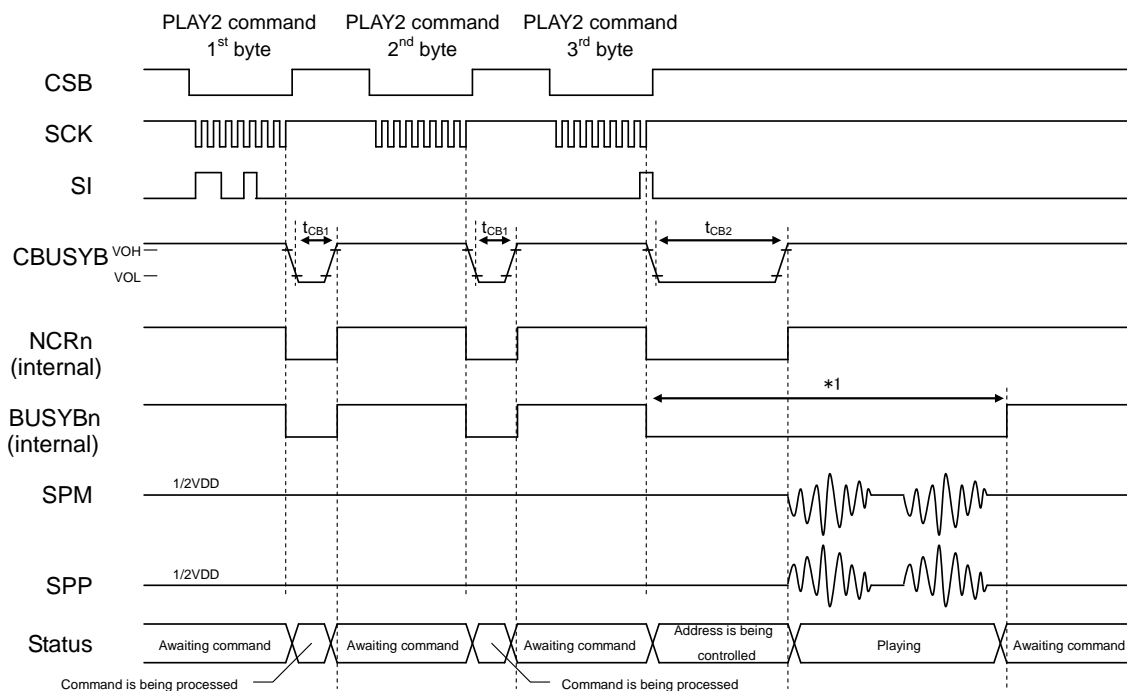 PLAY2 command
1st byte
PLAY2 command
2nd byte
PLAY2 command
3rd byte
CSB
SCK
SI
CBUSYB
VOH
VOL
tCB1
tCB1
tCB2
NCRn
(internal)
BUSYBn
(internal)
*1
SPM
1/2VDD
SPP
1/2VDD
Status
Awaiting command
Awaiting command
Awaiting command
Address is being
controlled
Playing
Awaiting command
Command is being processed
Command is being processed